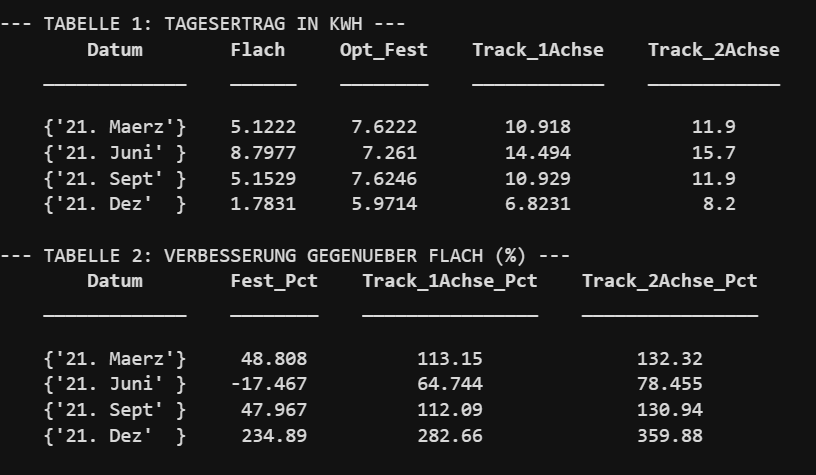 --- TABELLE 1: TAGESERTRAG IN KWH ---
Datum Flach Opt_Fest Track_1Achse Track_2Achse
_____________ ______ ________ ____________ ____________
{'21. Maerz'} 5.1222 7.6222 10.918 11.9
{'21. Juni' } 8.7977 7.261 14.494 15.7
{'21. Sept' } 5.1529 7.6246 10.929 11.9
{'21. Dez' } 1.7831 5.9714 6.8231 8.2
--- TABELLE 2: VERBESSERUNG GEGENUEBER FLACH (%) ---
Datum Fest_Pct Track_1Achse_Pct Track_2Achse_Pct
_____________ ________ ________________ ________________
{'21. Maerz'} 48.808 113.15 132.32
{'21. Juni' } -17.467 64.744 78.455
{'21. Sept' } 47.967 112.09 130.94
{'21. Dez' } 234.89 282.66 359.88